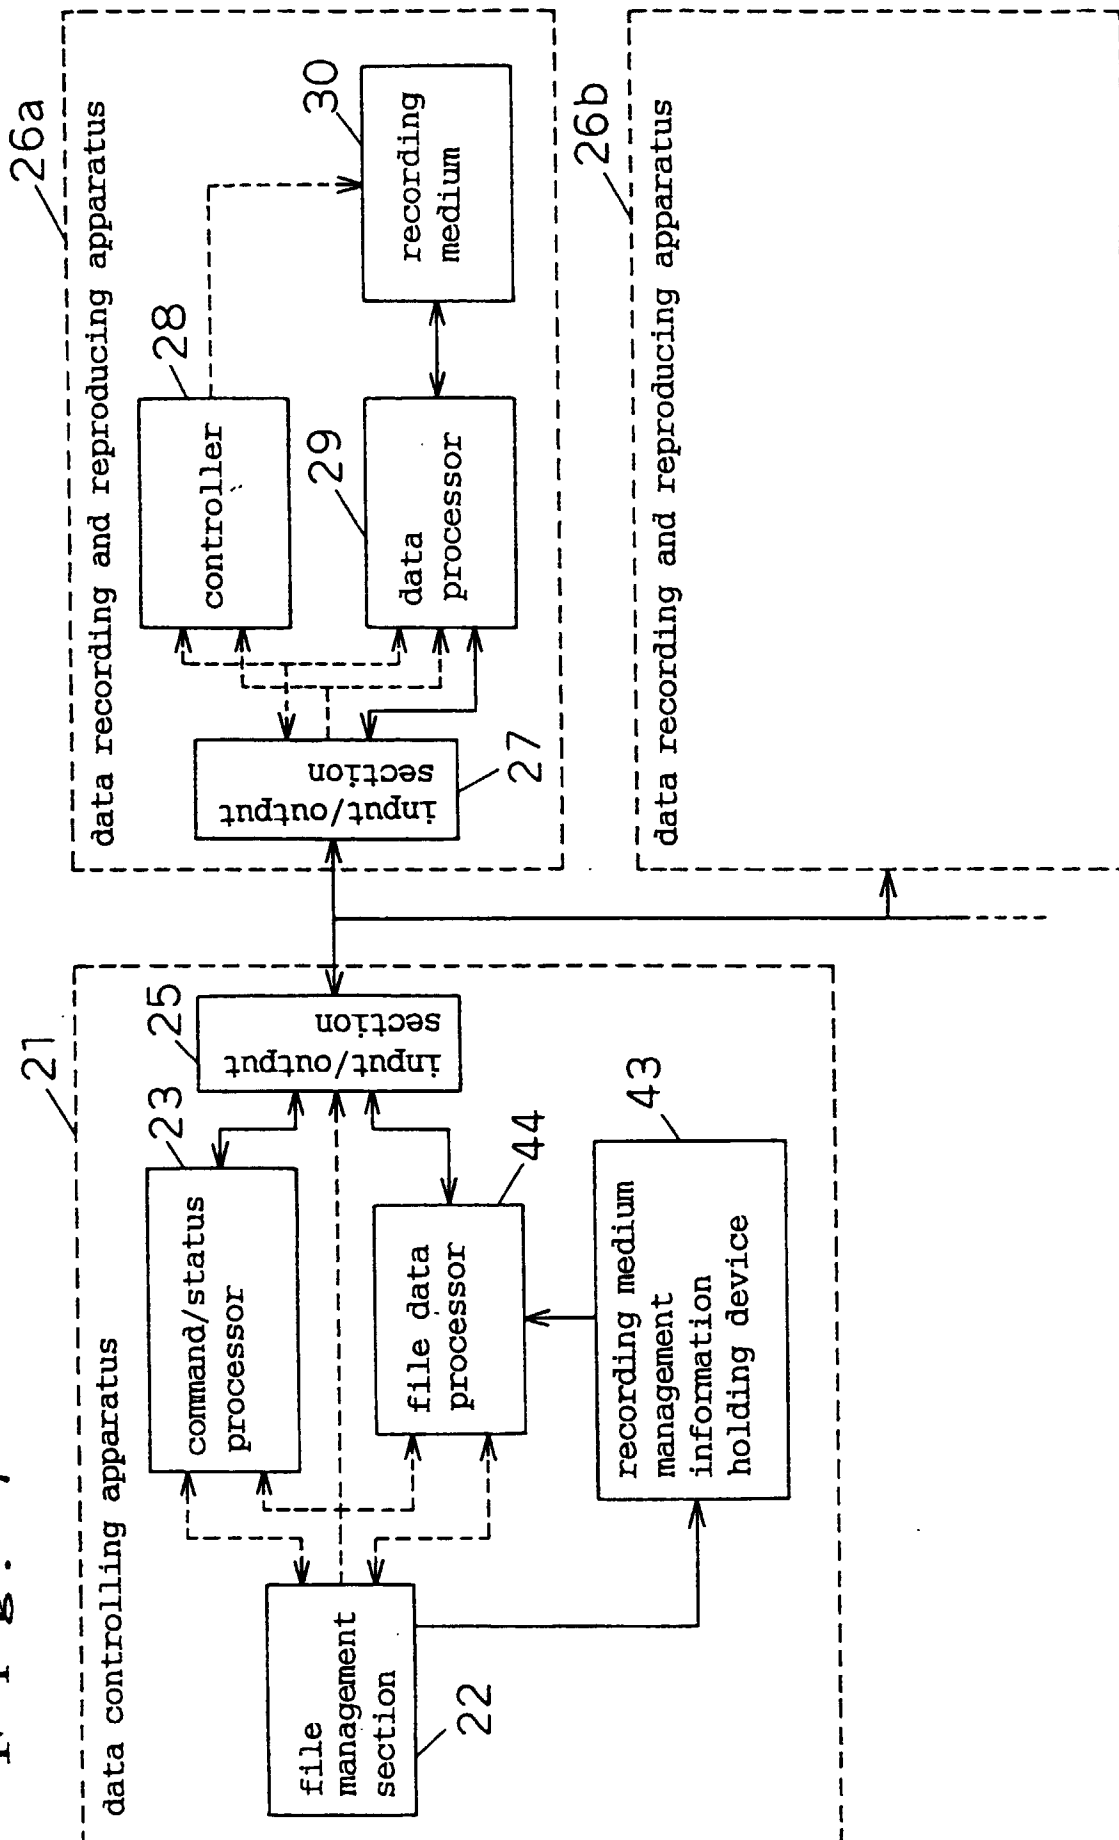 Fig. 7
data controlling apparatus
21
file
management
section
22
command/status
processor
23
file data
processor
44
recording medium
management
information
holding device
43
input/output
section
25
data recording and reproducing apparatus
26a
input/output
section
27
controller
28
data
processor
29
recording
medium
30
data recording and reproducing apparatus
26b